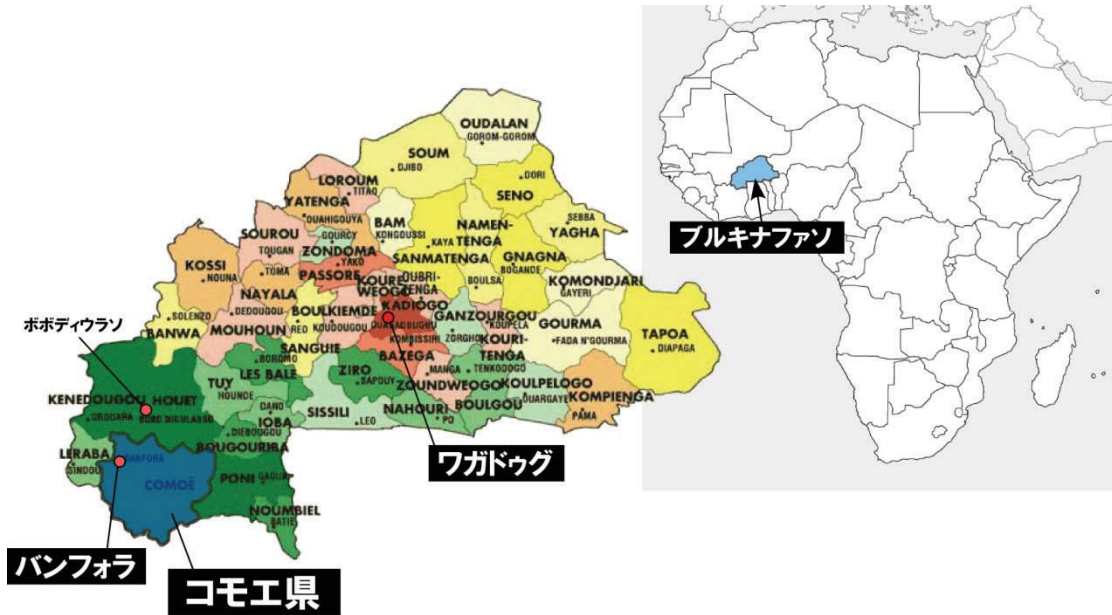 OUDALAN
GOROM-GOROM
SOUM
DJIBO
DORI
LOROUM
TITAO
SENO
YATENGA
OUAHIGOUYA
BAM
KONGOUSSI
NAMEN-
TENGA
SEBBA
YAGHA
SOUROU
TOUGAN
GOURCY
ZONDOMA
KAYA
SANMATENGA
GNAGNA
BOGANDE
KOSSI
NOUNA
TOMA
YAKO
PASSORE
KOURE-
WEOGO
OUBRI-
TENGA
BOULSA
KOMONDJARI
GAYERI
NAYALA
DEDOUGOU
BOULKIEMDE
KOUDOUGOU
KADIOGO
OUAGADOUGOU
GANZOURGOU
ZORGHO
KOUPELA
GOURMA
FADA N'GOURMA
TAPOA
DIAPAGA
SOLENZO
BANWA
MOUHOUN
REO
SANGUIE
KOMBISSIRI
BAZEGA
KOURI-
TENGA
TENKODOGO
ボボディウラソ
BOROMO
LES BALE
ZIRO
SAPOUY
MANGA
ZOUNDWEOGO
KOULPELOGO
OUARGAYE
KOMPIENGA
PAMA
KENEDOUGOU
ORODARA
HOUET
BOBO DIOULASSO
TUY
HOUNDE
DANO
IOBA
DIEBOUGOU
SISSILI
LEO
NAHOURI
PO
BOULGOU
LERABA
SINDOU
BANFORA
BOUGOURIBA
COMOÉ
PONI
GAOUA
NOUMBIEL
BATIE
ワガドゥグ
バンフォラ
コモエ県
ブルキナファソ